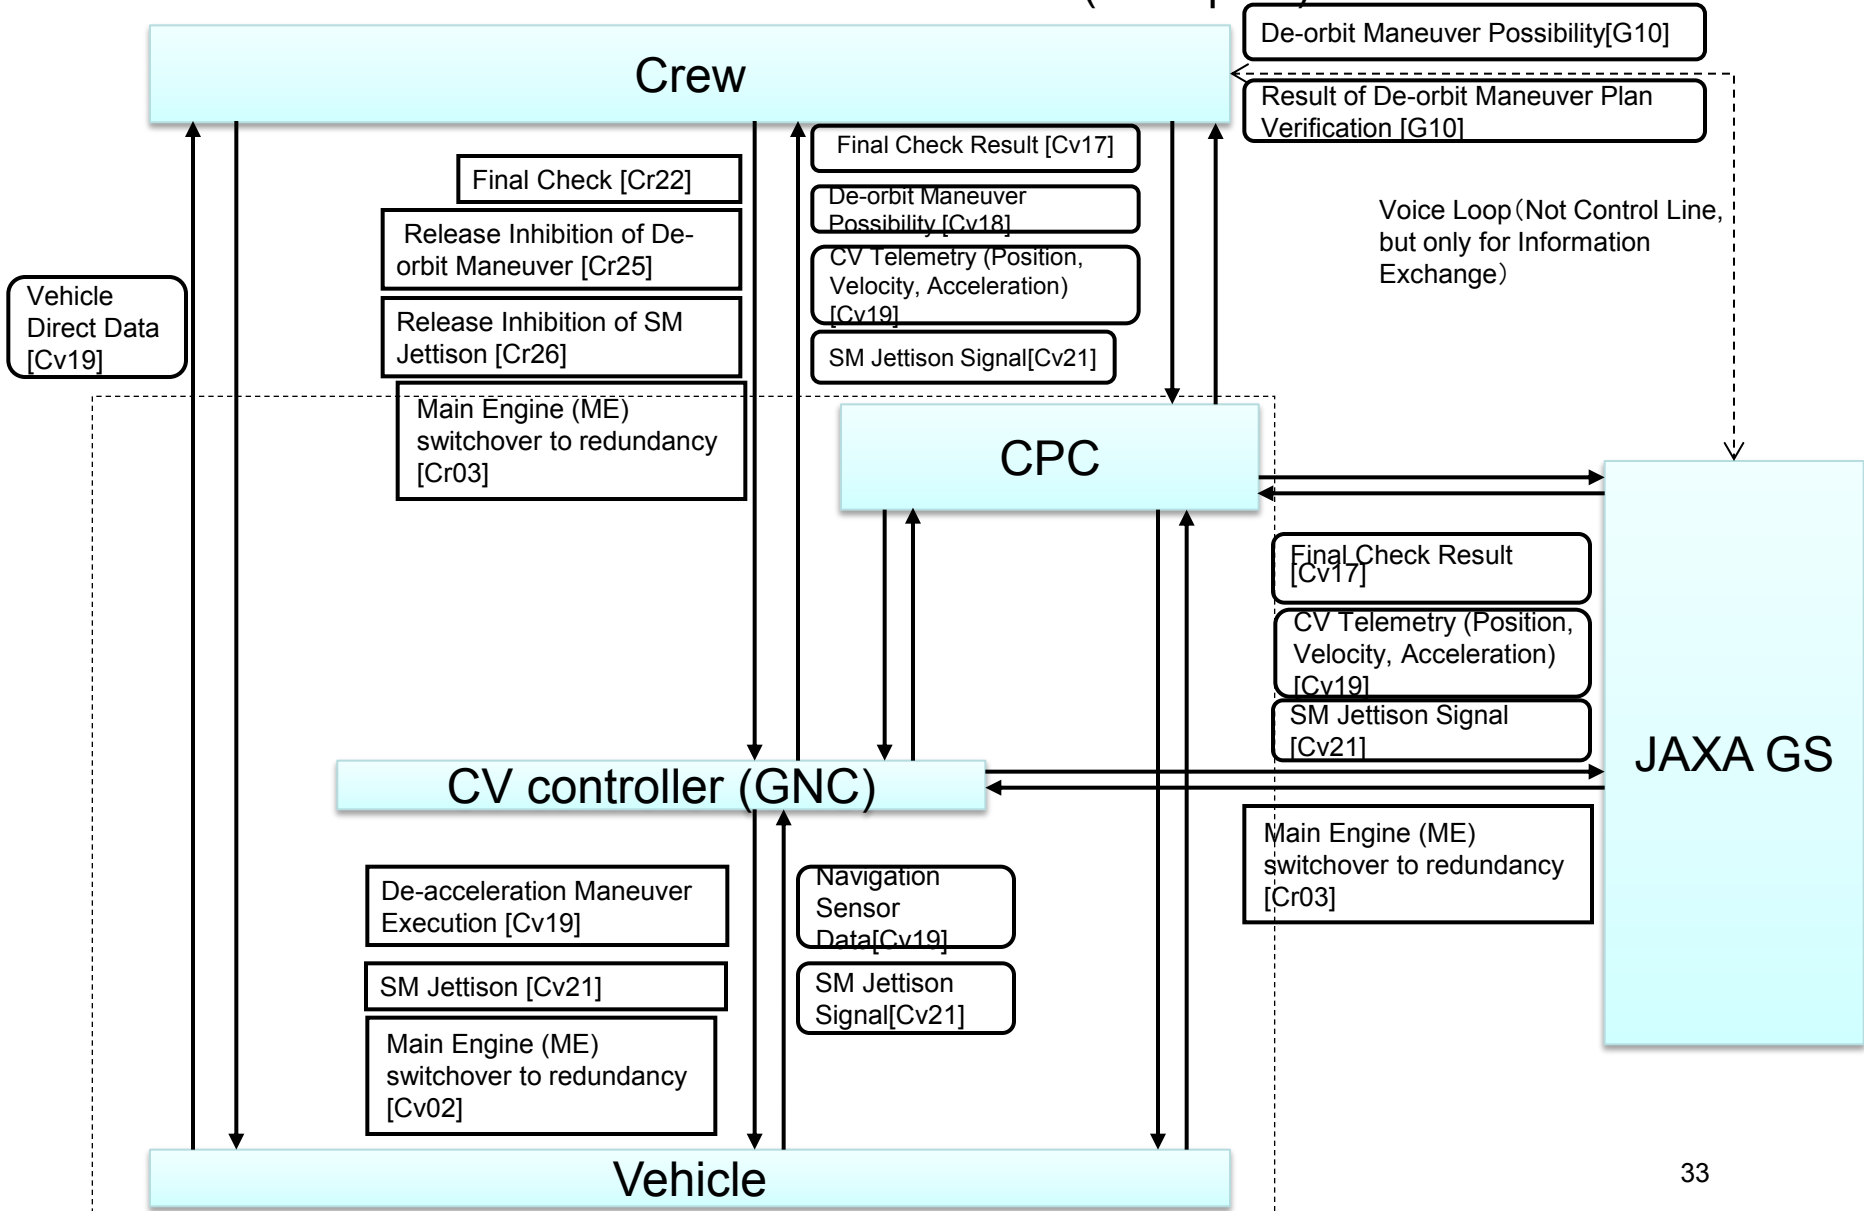 De-orbit Maneuver Possibility[G10]
Crew
Result of De-orbit Maneuver Plan
Verification [G10]
Final Check Result [Cv17]
Final Check [Cr22]
De-orbit Maneuver
Possibility [Cv18]
Release Inhibition of De-
orbit Maneuver [Cr25]
Voice Loop（Not Control Line,
but only for Information
Exchange）
CV Telemetry (Position,
Velocity, Acceleration)
[Cv19]
Vehicle
Direct Data
[Cv19]
Release Inhibition of SM
Jettison [Cr26]
SM Jettison Signal[Cv21]
Main Engine (ME)
switchover to redundancy
[Cr03]
CPC
Final Check Result
[Cv17]
CV Telemetry (Position,
Velocity, Acceleration)
[Cv19]
SM Jettison Signal
[Cv21]
JAXA GS
CV controller (GNC)
Main Engine (ME)
switchover to redundancy
[Cr03]
De-acceleration Maneuver
Execution [Cv19]
Navigation
Sensor
Data[Cv19]
SM Jettison [Cv21]
SM Jettison
Signal[Cv21]
Main Engine (ME)
switchover to redundancy
[Cv02]
Vehicle
33